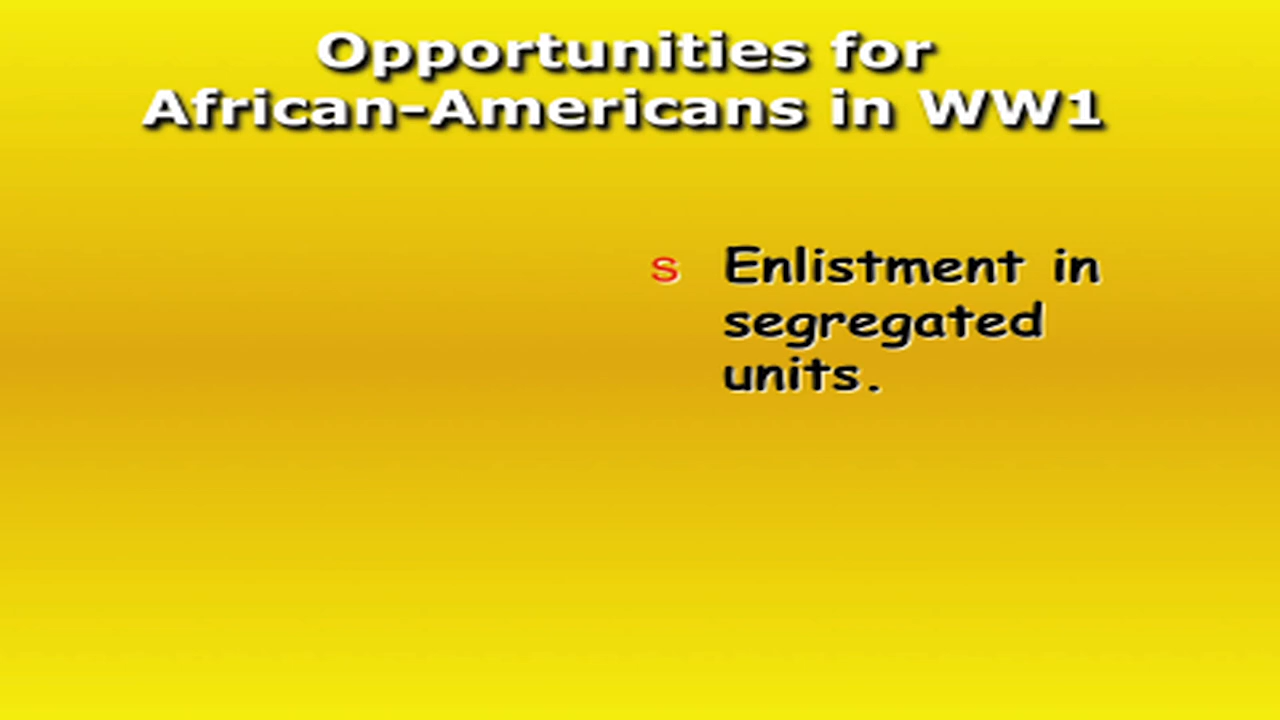 Opportunities for
African-Americans in WW1
s Enlistment in
segregated
units.